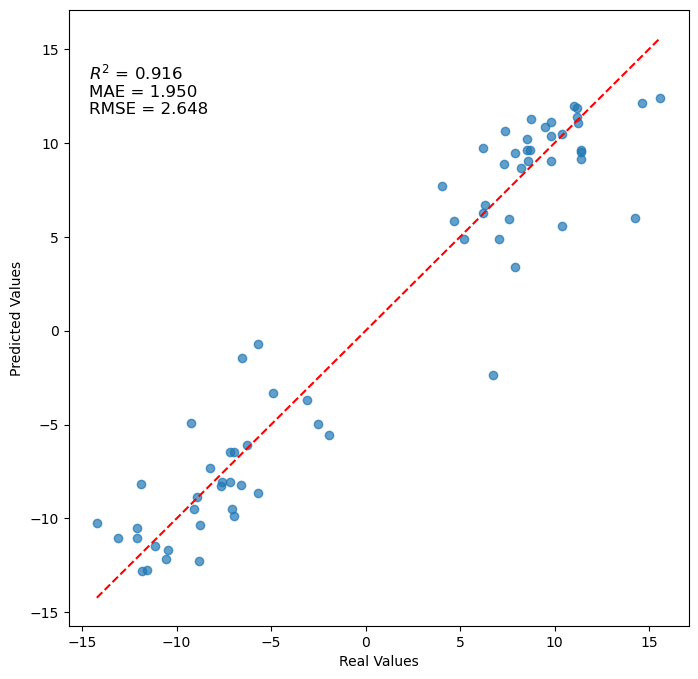 R² = 0.916
MAE = 1.950
RMSE = 2.648
15
10
5
0
−5
−10
−15
Predicted Values
−15 −10 −5 0 5 10 15
Real Values